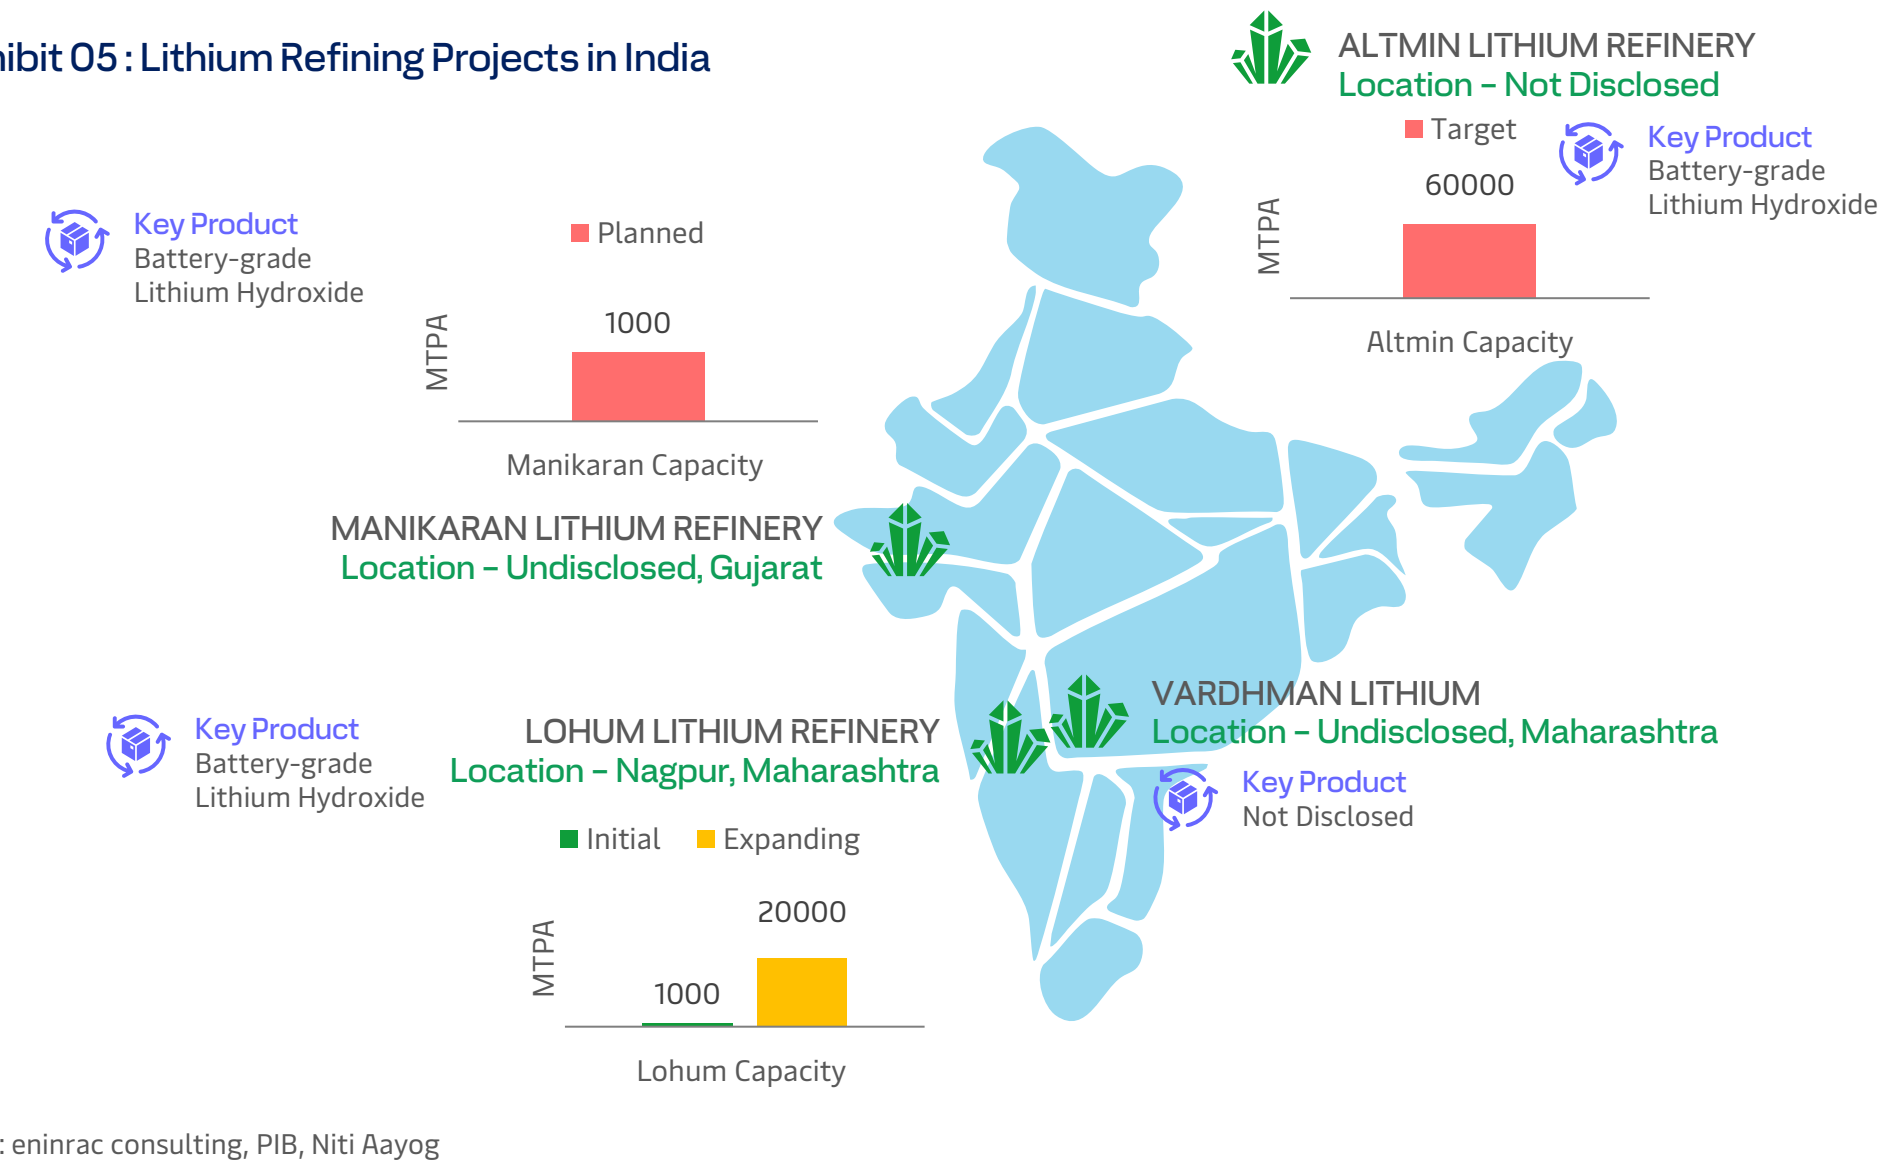 hibit 05 : Lithium Refining Projects in India
ALTMIN LITHIUM REFINERY
Location – Not Disclosed
Target
60000
MTPA
Altmin Capacity
Key Product
Battery-grade
Lithium Hydroxide
Key Product
Battery-grade
Lithium Hydroxide
Planned
1000
MTPA
Manikaran Capacity
MANIKARAN LITHIUM REFINERY
Location – Undisclosed, Gujarat
VARDHMAN LITHIUM
Location – Undisclosed, Maharashtra
Key Product
Not Disclosed
Key Product
Battery-grade
Lithium Hydroxide
LOHUM LITHIUM REFINERY
Location – Nagpur, Maharashtra
Initial
Expanding
20000
1000
MTPA
Lohum Capacity
: eninrac consulting, PIB, Niti Aayog